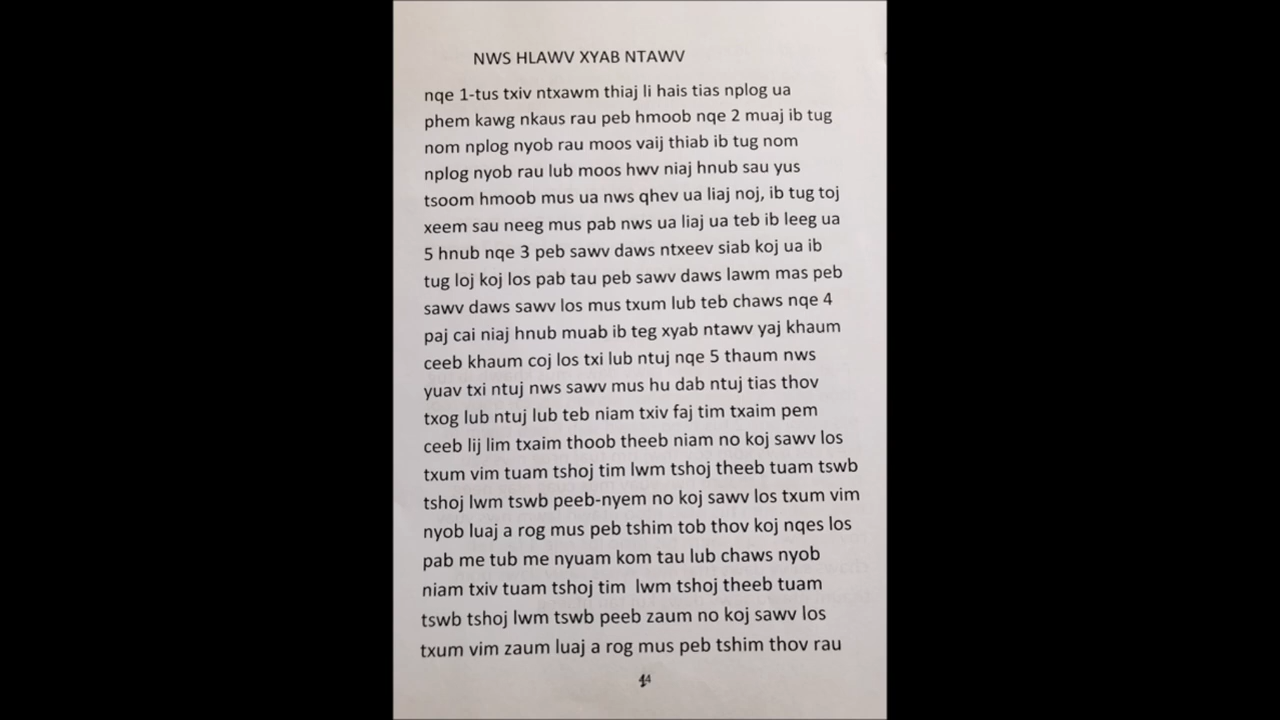 NWS HLAWV XYAB NTAWV
nqe 1-tus txiv ntxawm thiaj li hais tias nplog ua
phem kawg nkaus rau peb hmoob nqe 2 muaj ib tug
nom nplog nyob rau moos vaij thiab ib tug nom
nplog nyob rau lub moos hwv niaj hnub sau yus
tsoom hmoob mus ua nws qhev ua liaj noj, ib tug toj
xeem sau neeg mus pab nws ua liaj ua teb ib leeg ua
5 hnub nqe 3 peb sawv daws ntxeev siab koj ua ib
tug loj koj los pab tau peb sawv daws lawm mas peb
sawv daws sawv los mus txum lub teb chaws nqe 4
paj cai niaj hnub muab ib teg xyab ntawv yaj khaum
ceeb khaum coj los txi lub ntuj nqe 5 thaum nws
yuav txi ntuj nws sawv mus hu dab ntuj tias thov
txog lub ntuj lub teb niam txiv faj tim txaim pem
ceeb lij lim txaim thoob theeb niam no koj sawv los
txum vim tuam tshoj tim lwm tshoj theeb tuam tswb
tshoj lwm tswb peeb-nyem no koj sawv los txum vim
nyob luaj a rog mus peb tshim tob thov koj nqes los
pab me tub me nyuam kom tau lub chaws nyob
niam txiv tuam tshoj tim  lwm tshoj theeb tuam
tswb tshoj lwm tswb peeb zaum no koj sawv los
txum vim zaum luaj a rog mus peb tshim thov rau